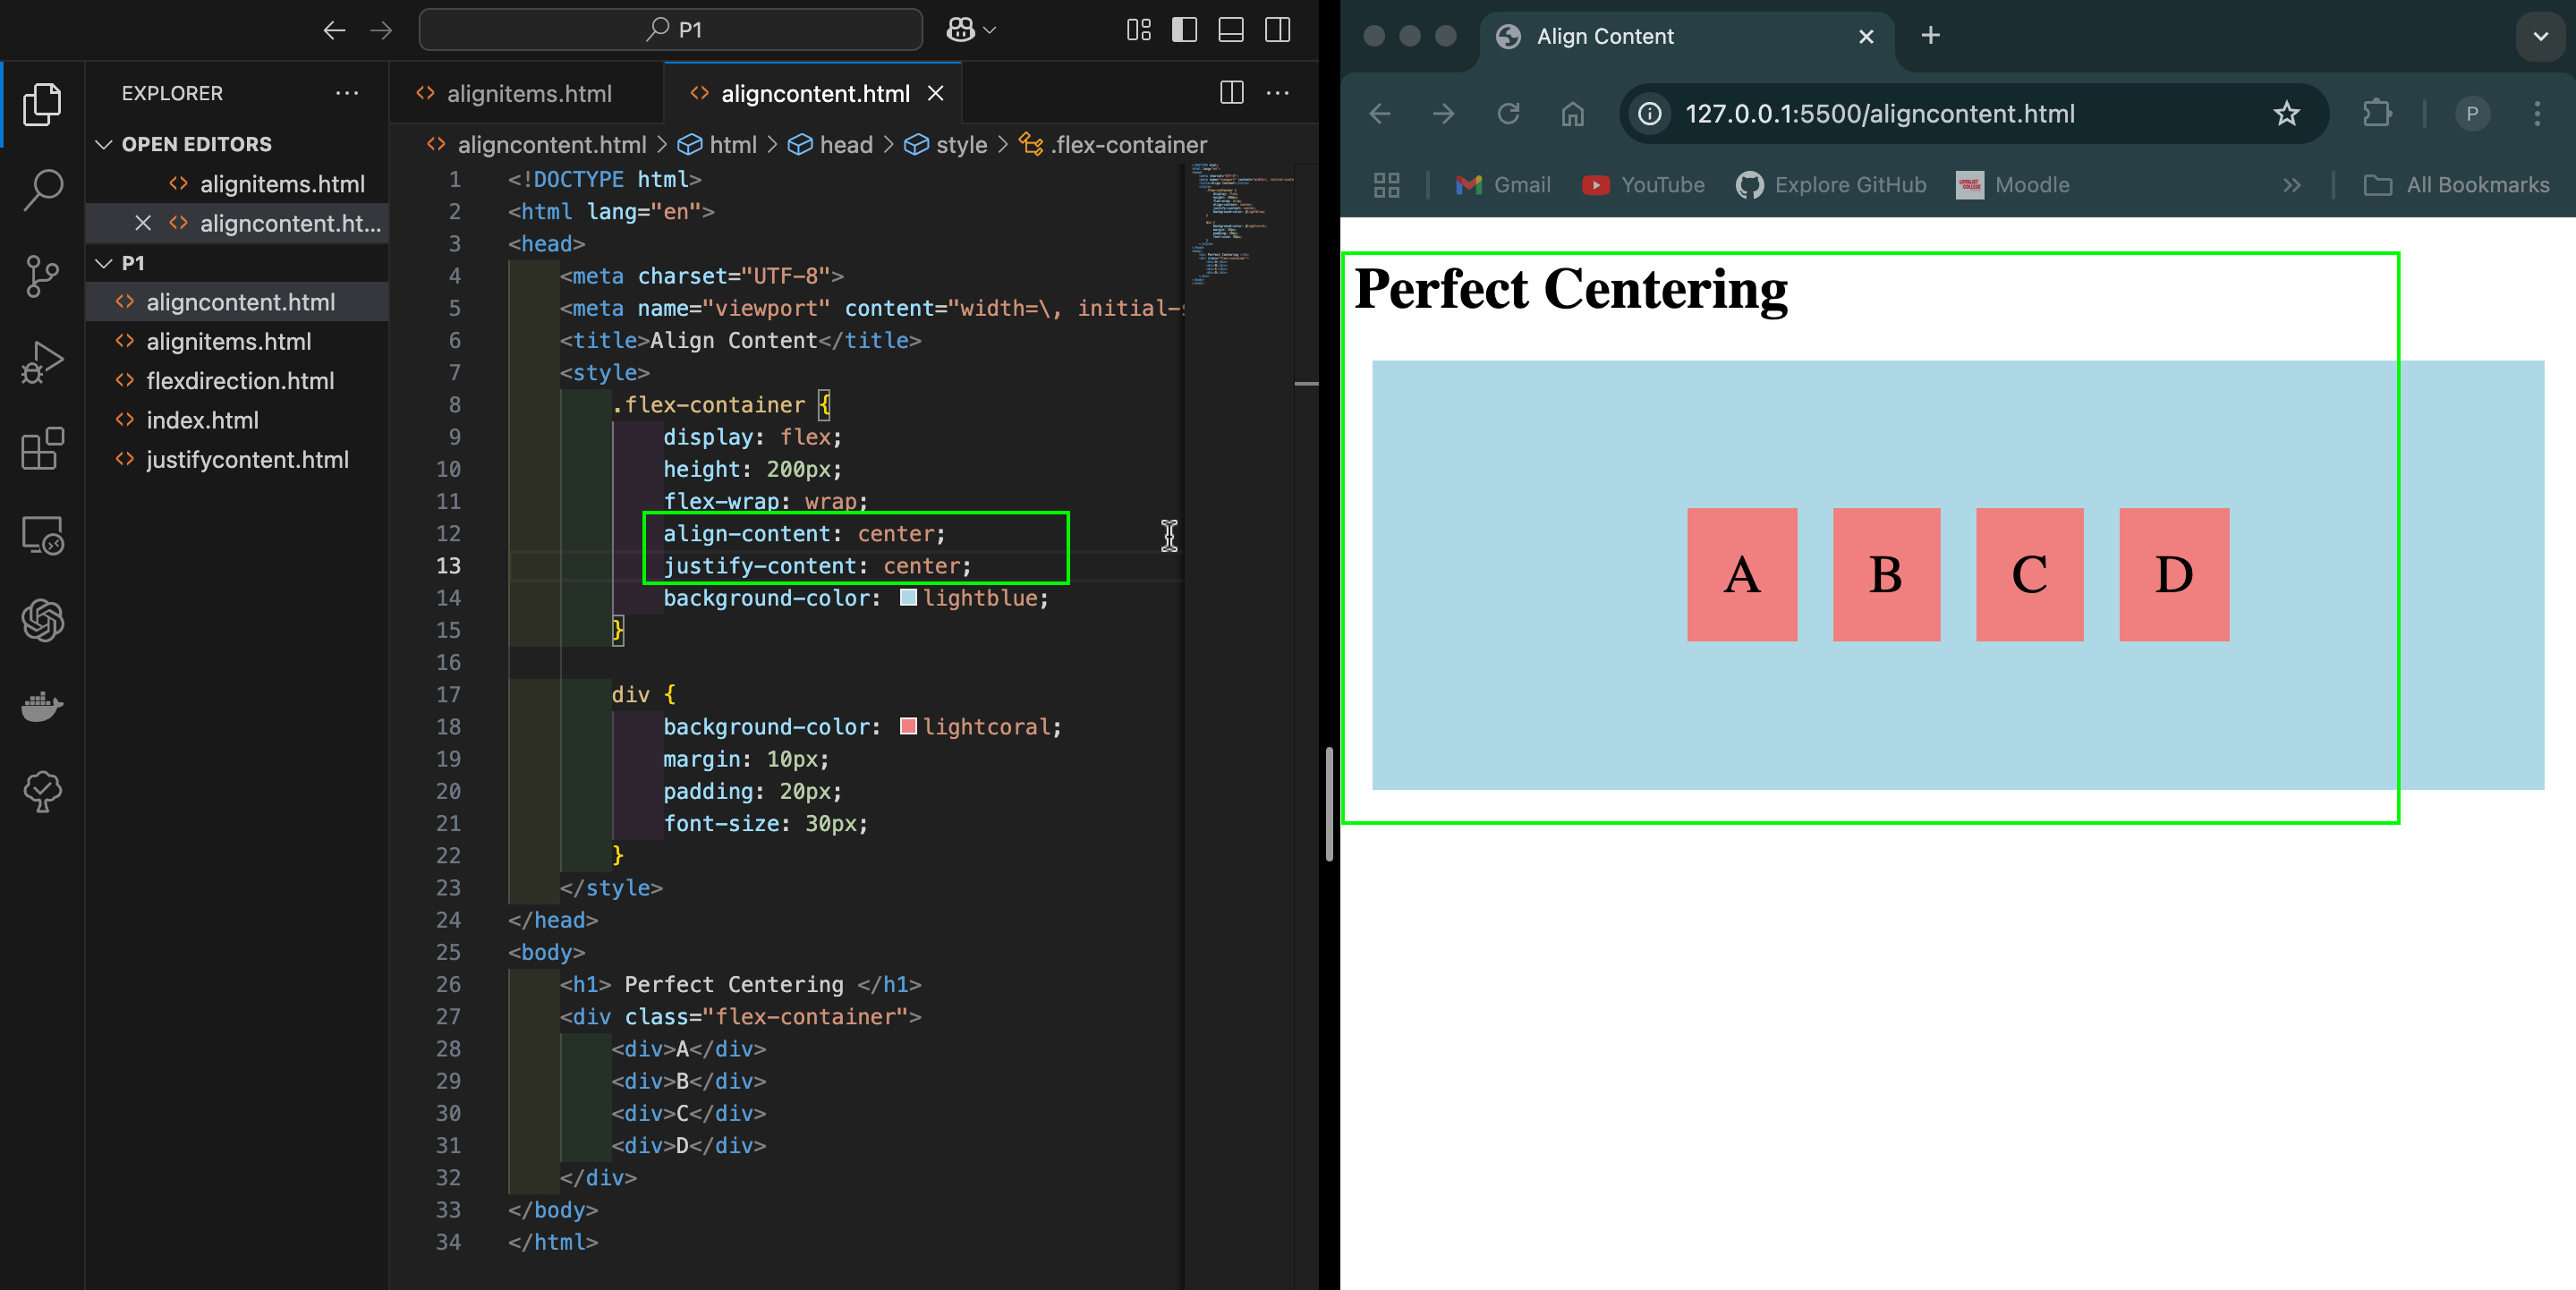 P1
EXPLORER
OPEN EDITORS
alignitems.html
aligncontent.ht...
P1
aligncontent.html
alignitems.html
flexdirection.html
index.html
justifycontent.html
alignitems.html
aligncontent.html
aligncontent.html > html > head > style > .flex-container
1 <!DOCTYPE html>
2 <html lang="en">
3 <head>
4 <meta charset="UTF-8">
5 <meta name="viewport" content="width=\, initial-s
6 <title>Align Content</title>
7 <style>
8 .flex-container {
9 display: flex;
10 height: 200px;
11 flex-wrap: wrap;
12 align-content: center;
13 justify-content: center;
14 background-color: lightblue;
15 }
16
17 div {
18 background-color: lightcoral;
19 margin: 10px;
20 padding: 20px;
21 font-size: 30px;
22 }
23 </style>
24 </head>
25 <body>
26 <h1> Perfect Centering </h1>
27 <div class="flex-container">
28 <div>A</div>
29 <div>B</div>
30 <div>C</div>
31 <div>D</div>
32 </div>
33 </body>
34 </html>
Align Content
127.0.0.1:5500/aligncontent.html
P
Gmail
YouTube
Explore GitHub
Moodle
All Bookmarks
Perfect Centering
A B C D